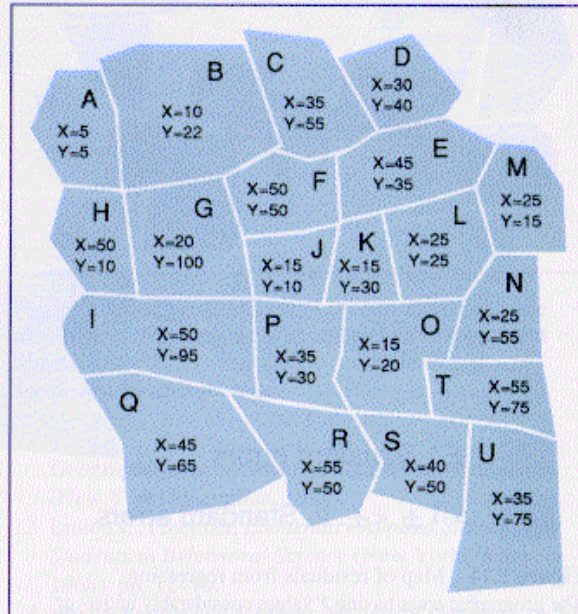 A
X=5
Y=5
B
X=10
Y=22
C
X=35
Y=55
D
X=30
Y=40
E
X=45
Y=35
F
X=50
Y=50
G
X=20
Y=100
H
X=50
Y=10
I
X=50
Y=95
J
X=15
Y=10
K
X=15
Y=30
L
X=25
Y=25
M
X=25
Y=15
N
X=25
Y=55
O
X=15
Y=20
P
X=35
Y=30
Q
X=45
Y=65
R
X=55
Y=50
S
X=40
Y=50
T
X=55
Y=75
U
X=35
Y=75